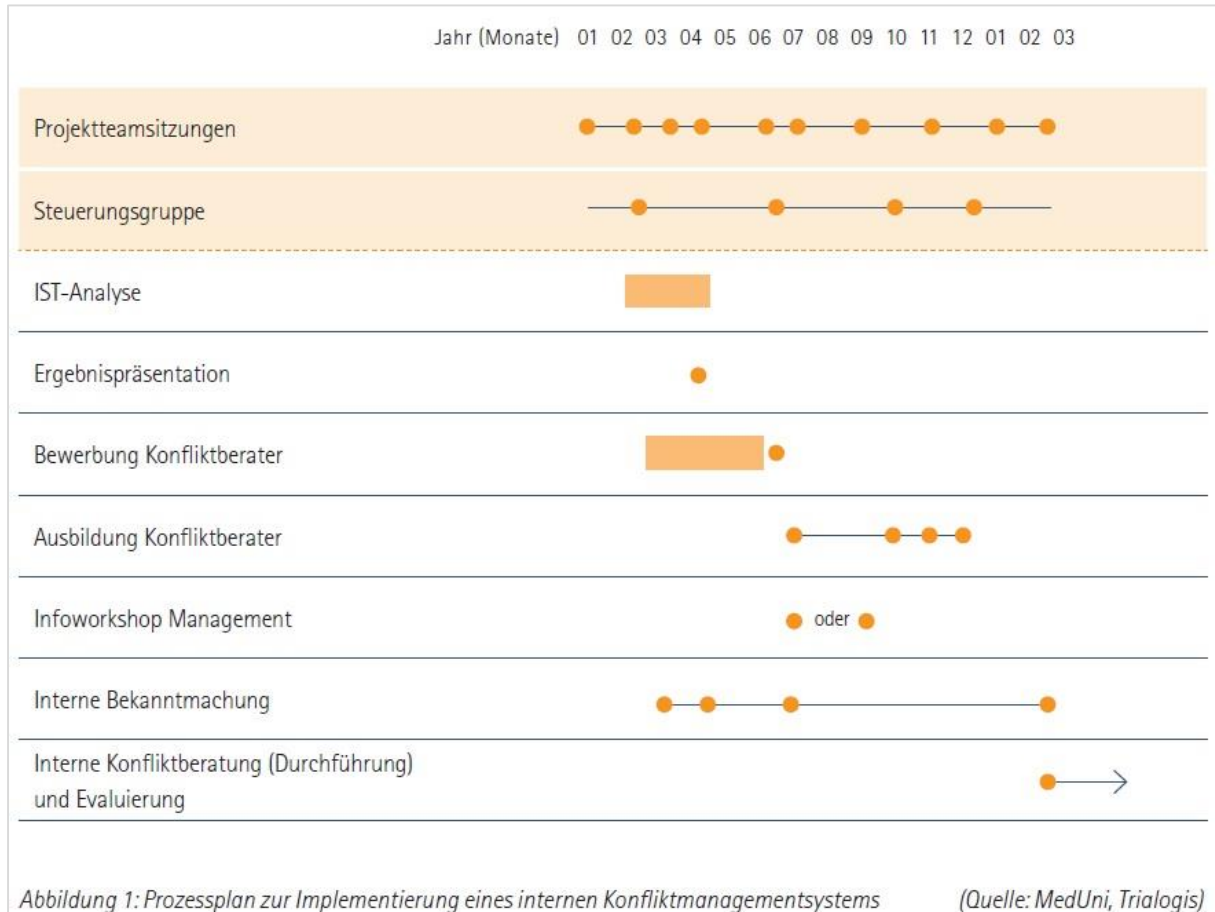 Jahr (Monate) 01 02 03 04 05 06 07 08 09 10 11 12 01 02 03
Projektteamsitzungen
Steuerungsgruppe
IST-Analyse
Ergebnispräsentation
Bewerbung Konfliktberater
Ausbildung Konfliktberater
Infoworkshop Management
oder
Interne Bekanntmachung
Interne Konfliktberatung (Durchführung)
und Evaluierung
Abbildung 1: Prozessplan zur Implementierung eines internen Konfliktmanagementsystems (Quelle: MedUni, Trialogis)